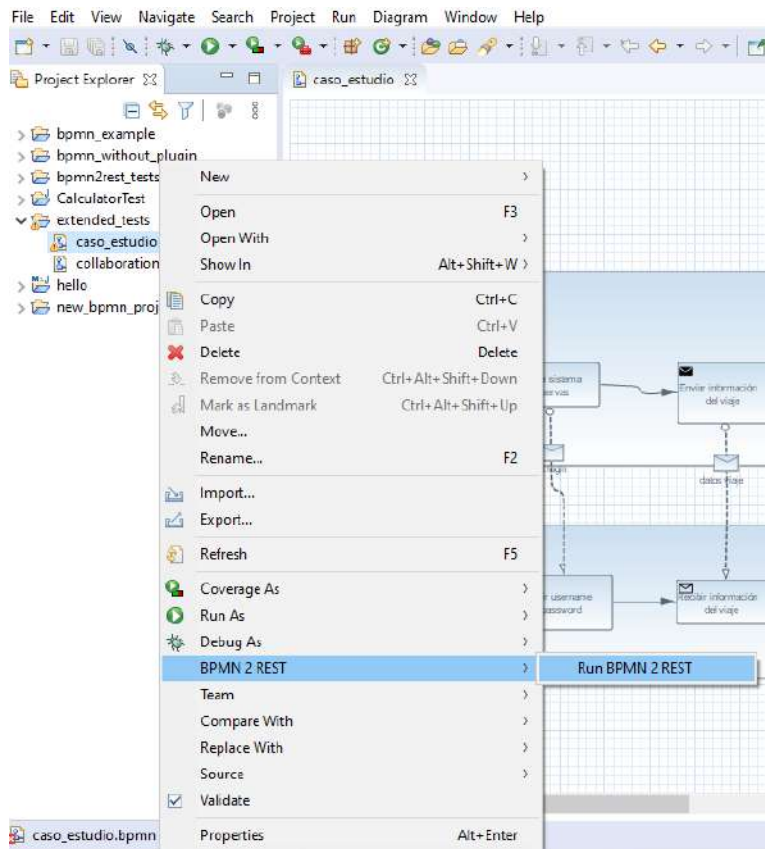 File Edit View Navigate Search Project Run Diagram Window Help
Project Explorer
caso_estudio
bpmn_example
bpmn_without_plugin
bpmn2rest_tests
CalculatorTest
extended_tests
caso_estudio
collaboration
hello
new_bpmn_proj
New
Open F3
Open With
Show In Alt+Shift+W
Copy Ctrl+C
Paste Ctrl+V
Delete Delete
Remove from Context Ctrl+Alt+Shift+Down
Mark as Landmark Ctrl+Alt+Shift+Up
Move...
Rename... F2
Import...
Export...
Refresh F5
Coverage As
Run As
Debug As
BPMN 2 REST
Run BPMN 2 REST
Team
Compare With
Replace With
Source
Validate
Properties Alt+Enter
sistema
Enviar información
del viaje
datos viaje
username
password
Recibir información
del viaje
caso_estudio.bpmn